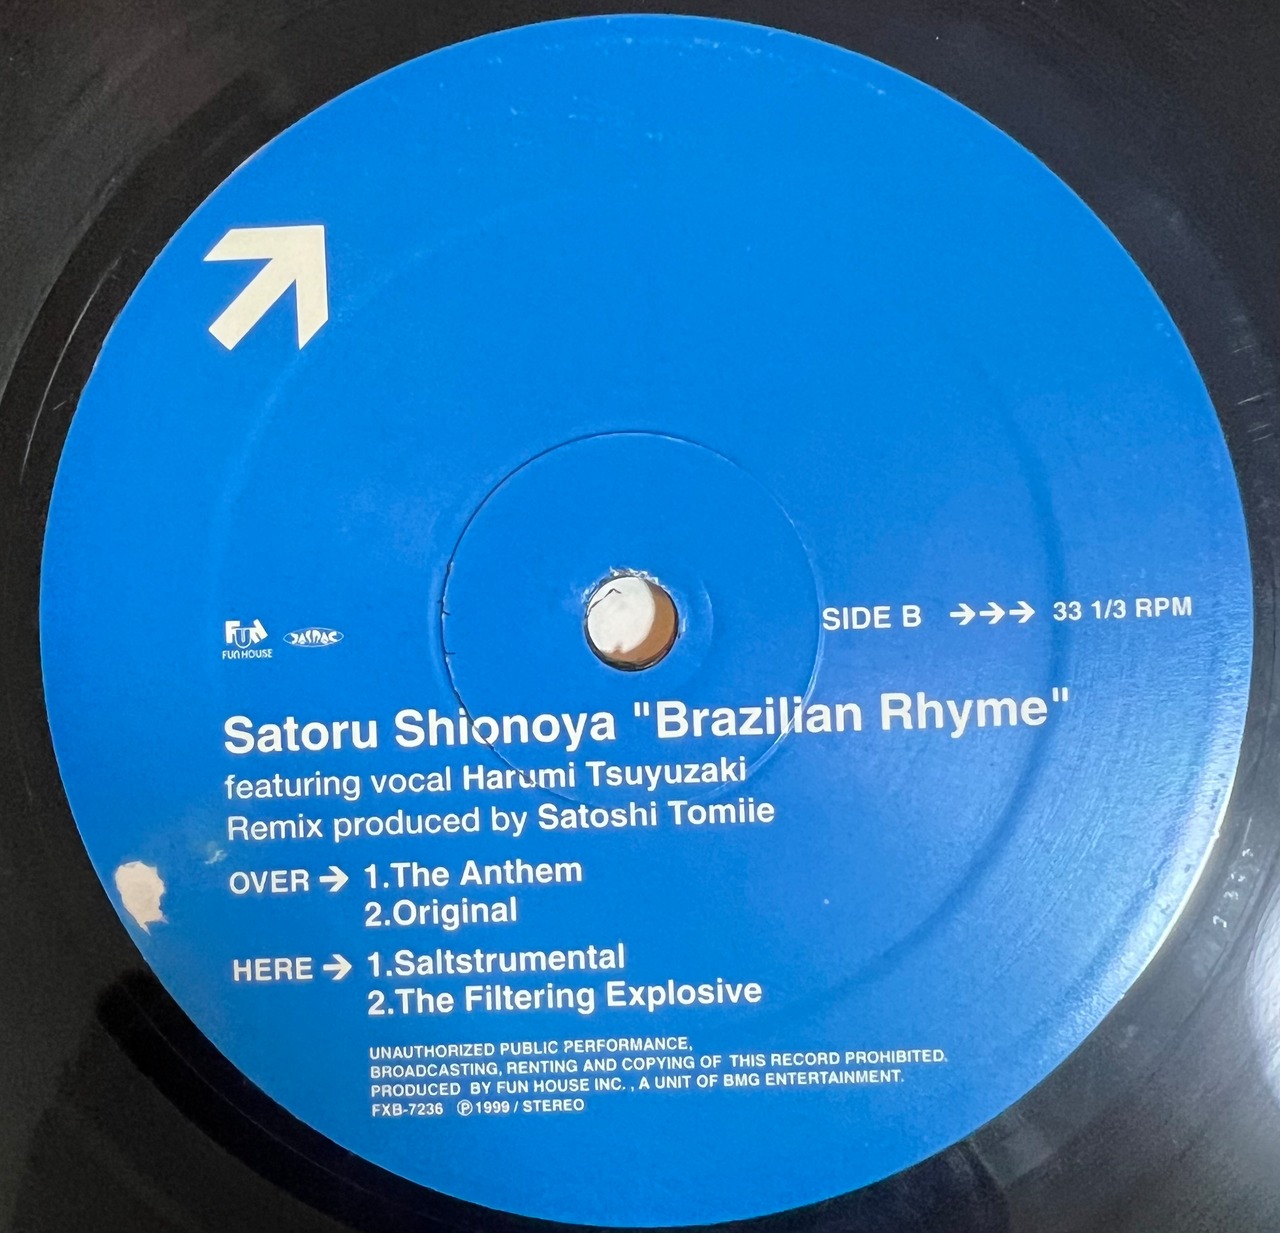 SIDE B →→→ 33 1/3 RPM
FUN
FUN HOUSE
JASRAC
Satoru Shionoya "Brazilian Rhyme"
featuring vocal Harumi Tsuyuzaki
Remix produced by Satoshi Tomiie
OVER → 1.The Anthem
2.Original
HERE → 1.Saltstrumental
2.The Filtering Explosive
UNAUTHORIZED PUBLIC PERFORMANCE,
BROADCASTING, RENTING AND COPYING OF THIS RECORD PROHIBITED.
PRODUCED BY FUN HOUSE INC. , A UNIT OF BMG ENTERTAINMENT.
FXB-7236 ℗1999 / STEREO